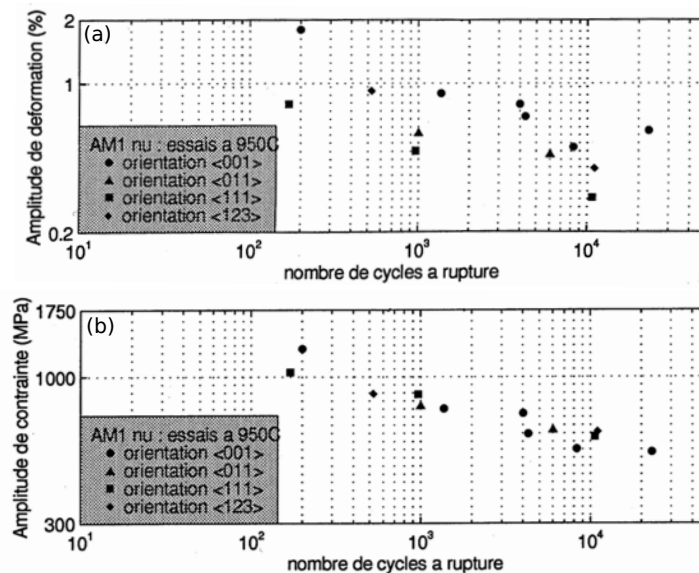 (a)
Amplitude de deformation (%)
2
1
0.2
AM1 nu : essais a 950C
orientation <001>
orientation <011>
orientation <111>
orientation <123>
10^1
10^2
10^3
10^4
nombre de cycles a rupture
(b)
Amplitude de contrainte (MPa)
1750
1000
300
AM1 nu : essais a 950C
orientation <001>
orientation <011>
orientation <111>
orientation <123>
10^1
10^2
10^3
10^4
nombre de cycles a rupture